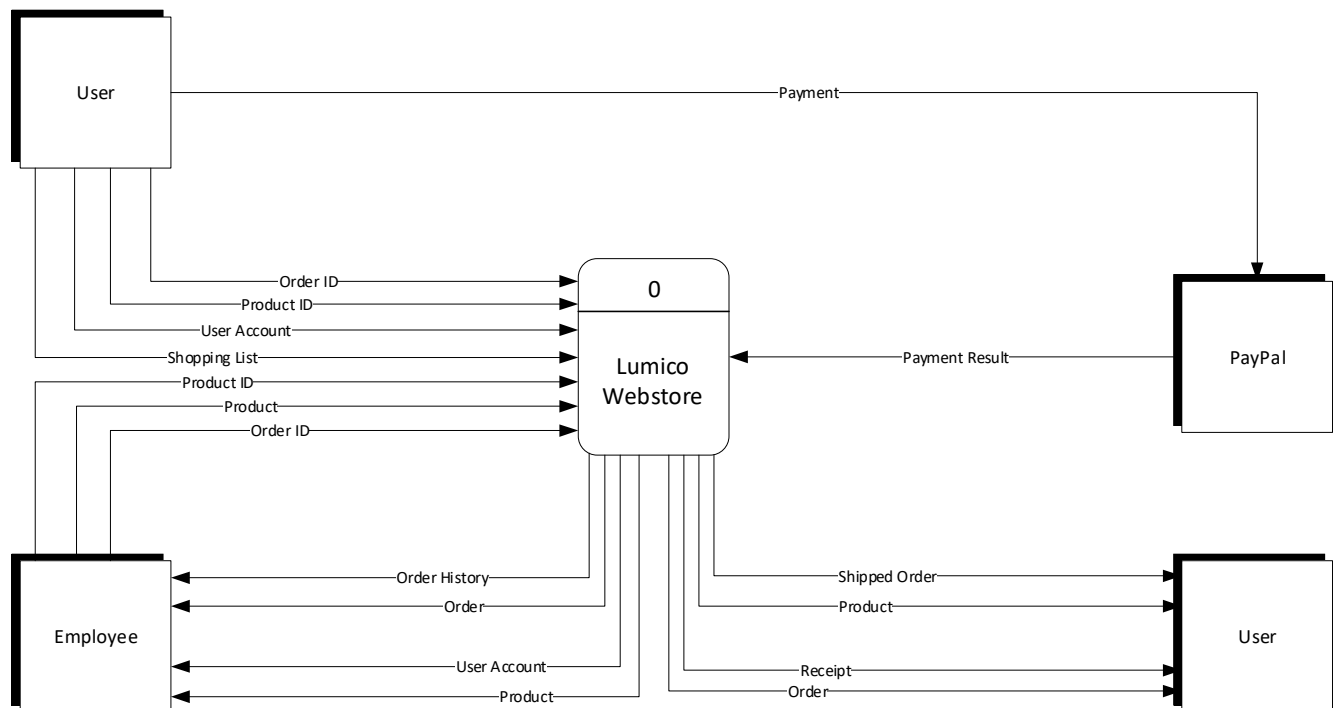 User
Payment
Order ID
Product ID
User Account
Shopping List
Product ID
Product
Order ID
0
Lumico
Webstore
Payment Result
PayPal
Order History
Order
User Account
Product
Employee
Shipped Order
Product
Receipt
Order
User